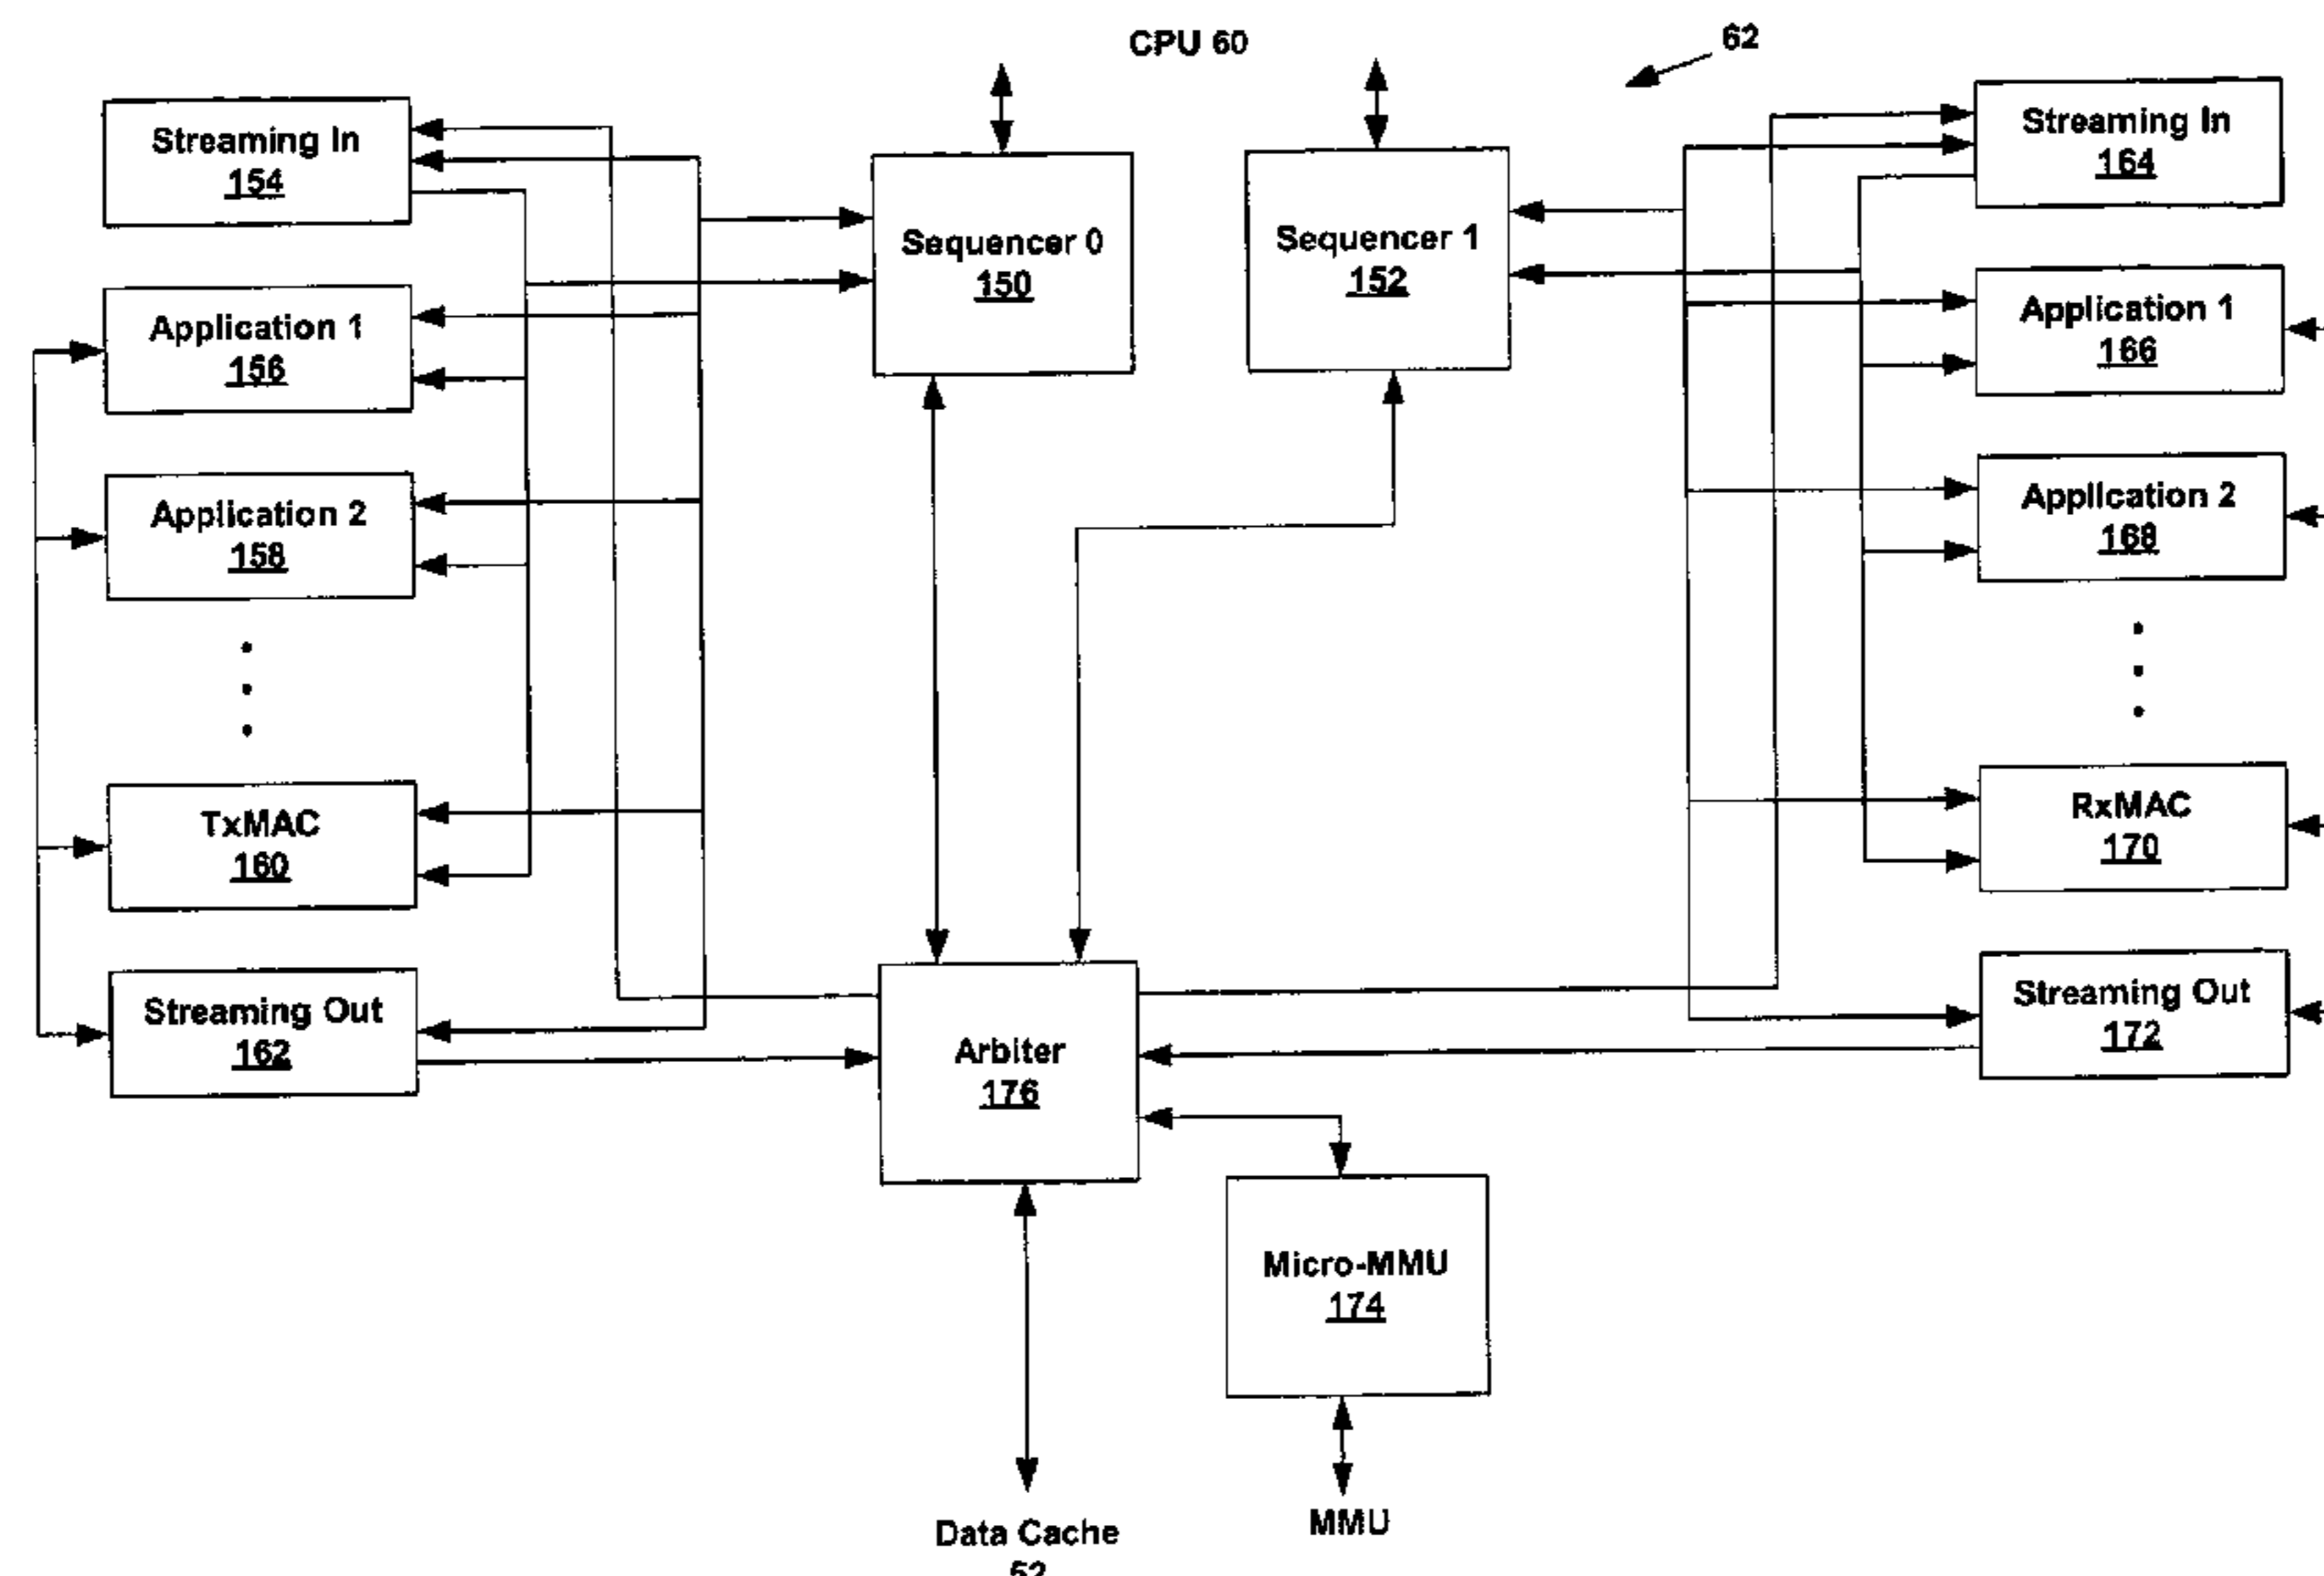 CPU 60
62
Streaming In
154
Sequencer 0
150
Sequencer 1
152
Streaming In
164
Application 1
156
Application 1
166
Application 2
158
Application 2
168
TxMAC
160
RxMAC
170
Streaming Out
162
Arbiter
176
Streaming Out
172
Micro-MMU
174
Data Cache
MMU